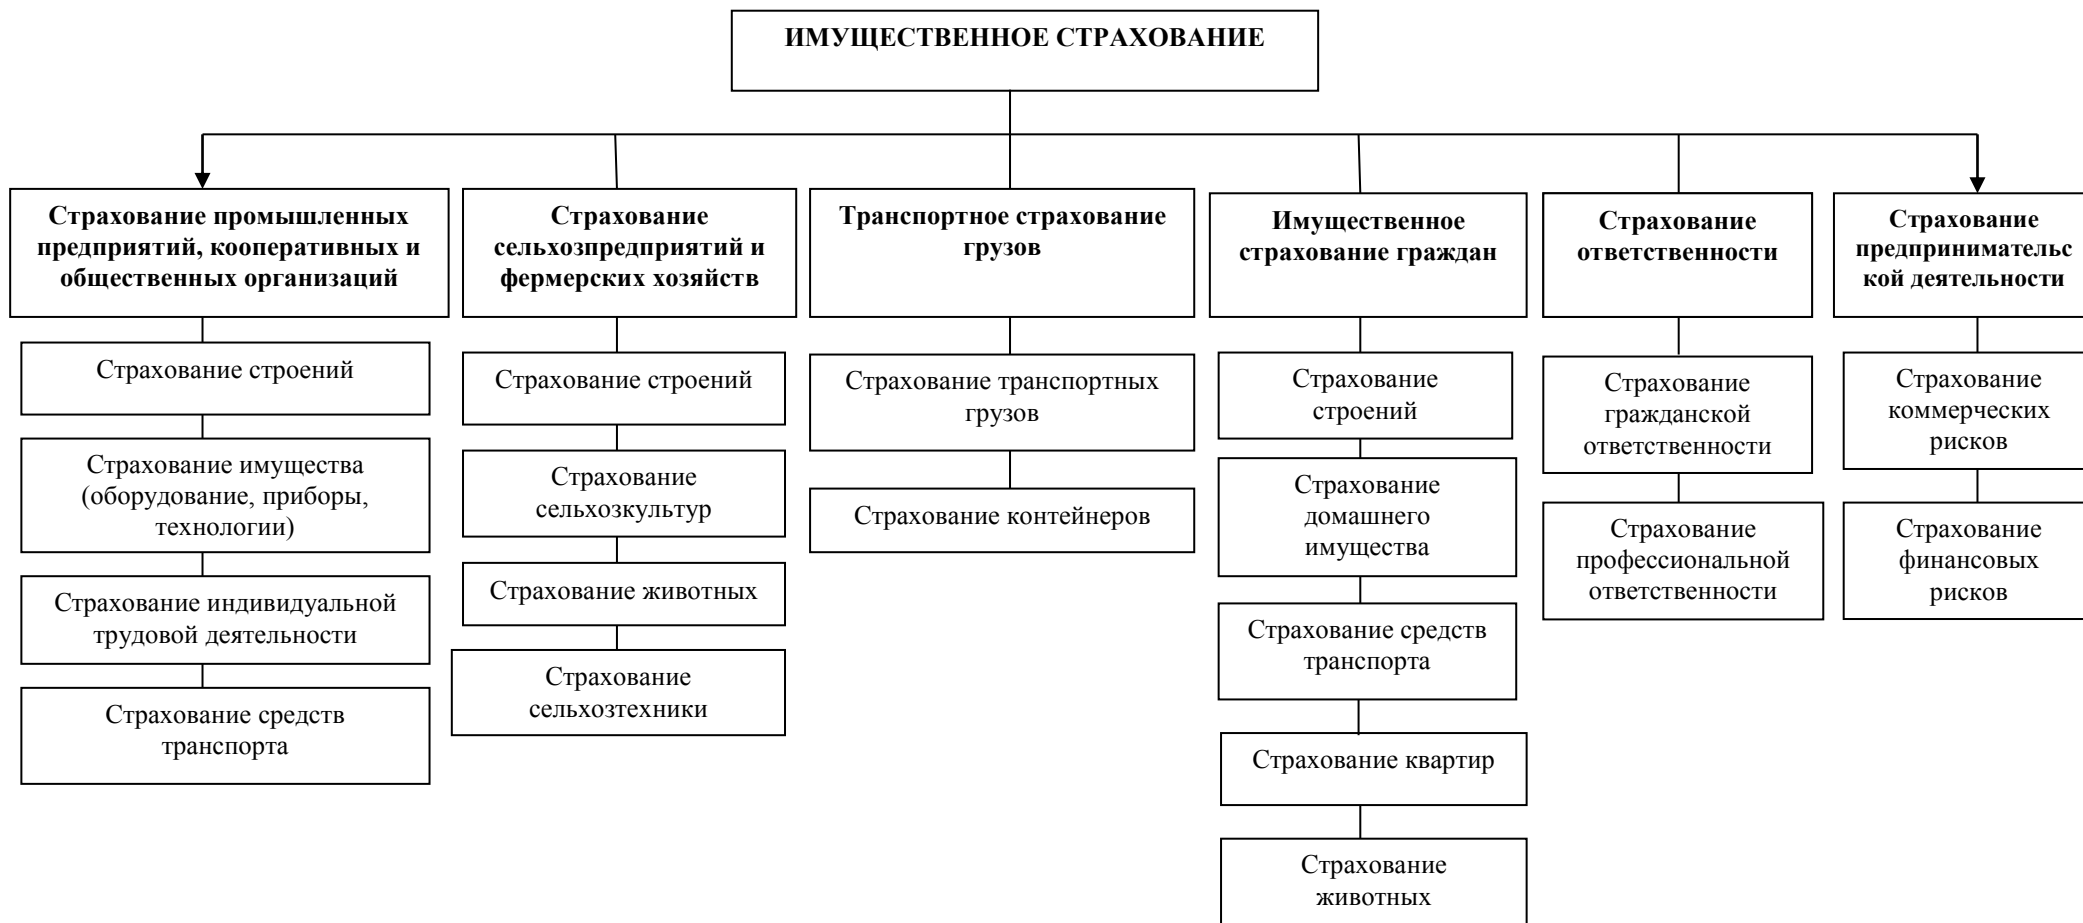 ИМУЩЕСТВЕННОЕ СТРАХОВАНИЕ
Страхование промышленных
предприятий, кооперативных и
общественных организаций
Страхование строений
Страхование имущества
(оборудование, приборы,
технологии)
Страхование индивидуальной
трудовой деятельности
Страхование средств
транспорта
Страхование
сельхозпредприятий и
фермерских хозяйств
Страхование строений
Страхование
сельхозкультур
Страхование животных
Страхование
сельхозтехники
Транспортное страхование
грузов
Страхование транспортных
грузов
Страхование контейнеров
Имущественное
страхование граждан
Страхование
строений
Страхование
домашнего
имущества
Страхование средств
транспорта
Страхование квартир
Страхование
животных
Страхование
ответственности
Страхование
гражданской
ответственности
Страхование
профессиональной
ответственности
Страхование
предпринимательс
кой деятельности
Страхование
коммерческих
рисков
Страхование
финансовых
рисков